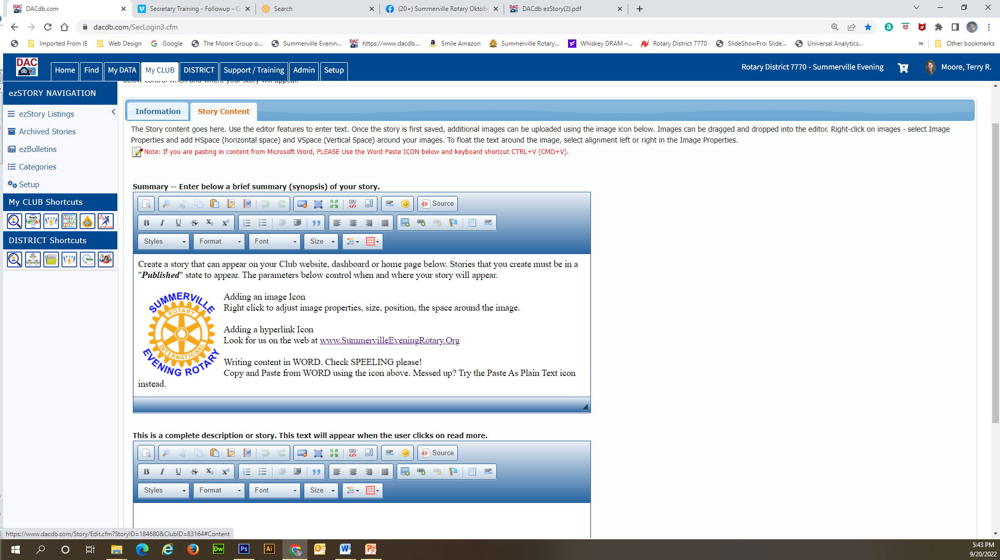 DACdb.com
Secretary Training - Followup - Q
Search
(20+) Summerville Rotary Oktobe
DACdb ezStory(2).pdf
dacdb.com/SecLogin3.cfm
Imported From IE
Web Design
Google
The Moore Group o...
Summerville Evenin...
https://www.dacdb....
Smile Amazon
Summerville Rotary...
Whiskey DRAM –...
Rotary District 7770
SlideShowPro: Slide...
Universal Analytics...
»
Other bookmarks
DAC
db
Home
Find
My DATA
My CLUB
DISTRICT
Support / Training
Admin
Setup
Rotary District 7770 - Summerville Evening
Moore, Terry R.
below control when and where your story will appear.
ezSTORY NAVIGATION
ezStory Listings
Archived Stories
ezBulletins
Categories
Setup
My CLUB Shortcuts
DISTRICT Shortcuts
Information
Story Content
The Story content goes here. Use the editor features to enter text. Once the story is first saved, additional images can be uploaded using the image icon below. Images can be dragged and dropped into the editor. Right-click on images - select Image
Properties and add HSpace (horizontal space) and VSpace (Vertical Space) around your images. To float the text around the image, select alignment left or right in the Image Properties.
Note: If you are pasting in content from Microsoft Word, PLEASE Use the Word Paste ICON below and keyboard shortcut CTRL+V (CMD+V).
Summary -- Enter below a brief summary (synopsis) of your story.
Source
Styles
Format
Font
Size
Create a story that can appear on your Club website, dashboard or home page below. Stories that you create must be in a
"Published" state to appear. The parameters below control when and where your story will appear.
SUMMERVILLE
ROTARY
INTERNATIONAL
EVENING ROTARY
Adding an image Icon
Right click to adjust image properties, size, position, the space around the image.
Adding a hyperlink Icon
Look for us on the web at www.SummervilleEveningRotary.Org
Writing content in WORD. Check SPEELING please!
Copy and Paste from WORD using the icon above. Messed up? Try the Paste As Plain Text icon
instead.
This is a complete description or story. This text will appear when the user clicks on read more.
Source
Styles
Format
Font
Size
https://www.dacdb.com/Story/Edit.cfm?StoryID=184680&ClubID=83164#Content
5:43 PM
9/20/2022